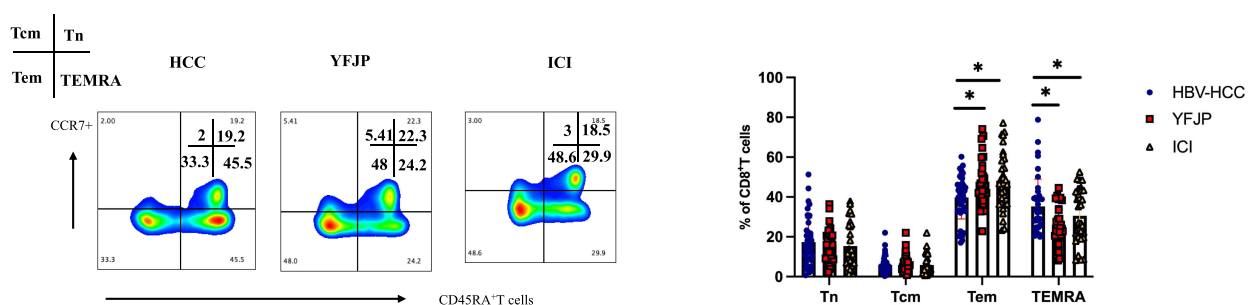 Tcm Tn
Tem TEMRA
HCC YFJP ICI
CCR7+
2.00 19.2
2 19.2
33.3 45.5
33.3 45.5
5.41 22.3
5.41 22.3
48 24.2
48.0 24.2
3.00 18.5
3 18.5
48.6 29.9
48.6 29.9
CD45RA+T cells
% of CD8+T cells
100
80
60
40
20
0
* *
* *
Tn Tcm Tem TEMRA
HBV-HCC
YFJP
ICI